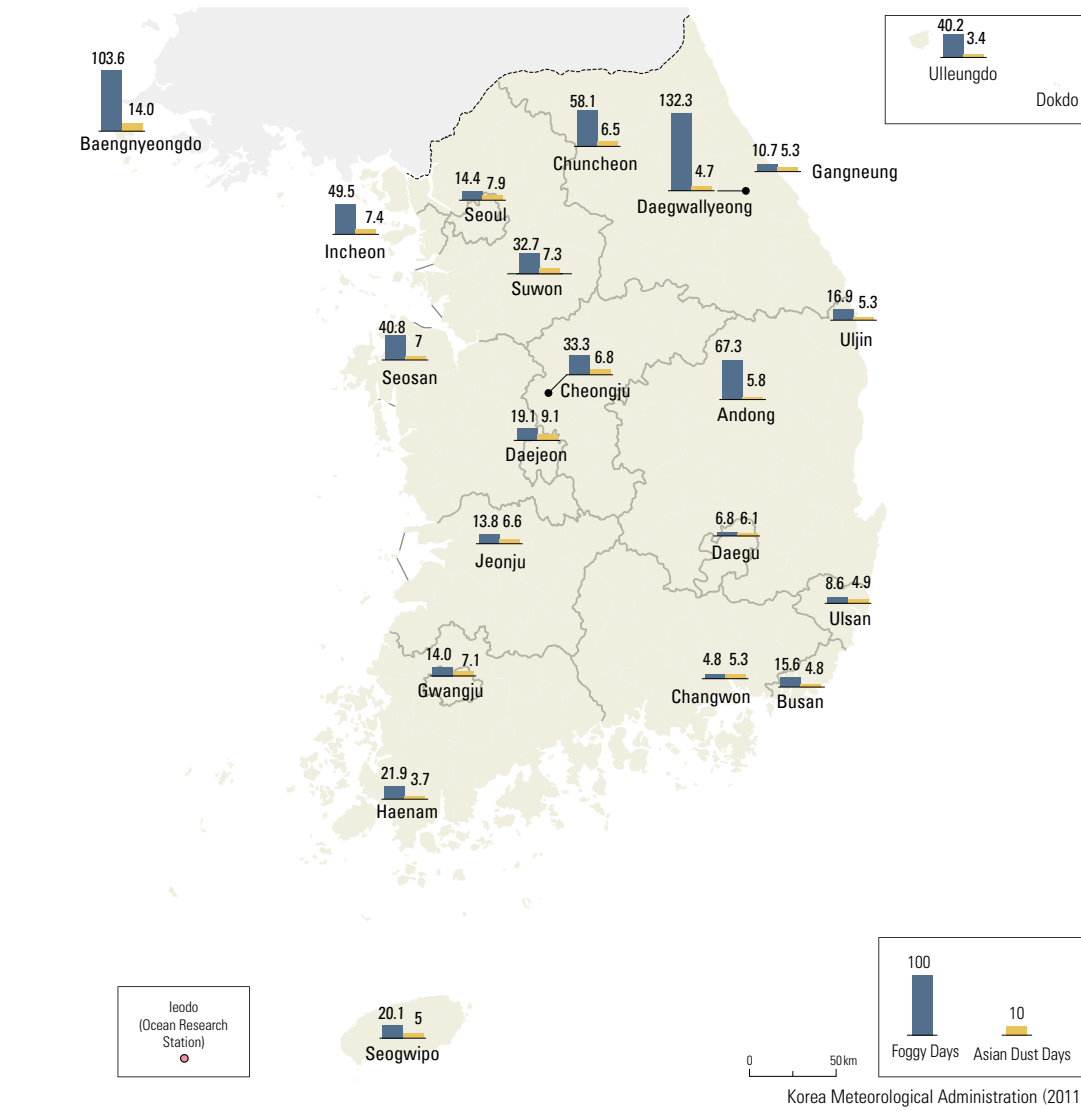 40.2 3.4
Ulleungdo
Dokdo
103.6
14.0
Baengnyeongdo
58.1
6.5
Chuncheon
132.3
4.7
Daegwallyeong
10.7 5.3
Gangneung
14.4 7.9
Seoul
49.5
7.4
Incheon
32.7 7.3
Suwon
16.9 5.3
Uljin
40.8
7
Seosan
33.3
6.8
Cheongju
67.3
5.8
Andong
19.1 9.1
Daejeon
13.8 6.6
Jeonju
6.8 6.1
Daegu
8.6 4.9
Ulsan
14.0 7.1
Gwangju
4.8 5.3
Changwon
15.6 4.8
Busan
21.9 3.7
Haenam
Ieodo
(Ocean Research
Station)
20.1 5
Seogwipo
100
10
Foggy Days
Asian Dust Days
0
50 km
Korea Meteorological Administration (2011